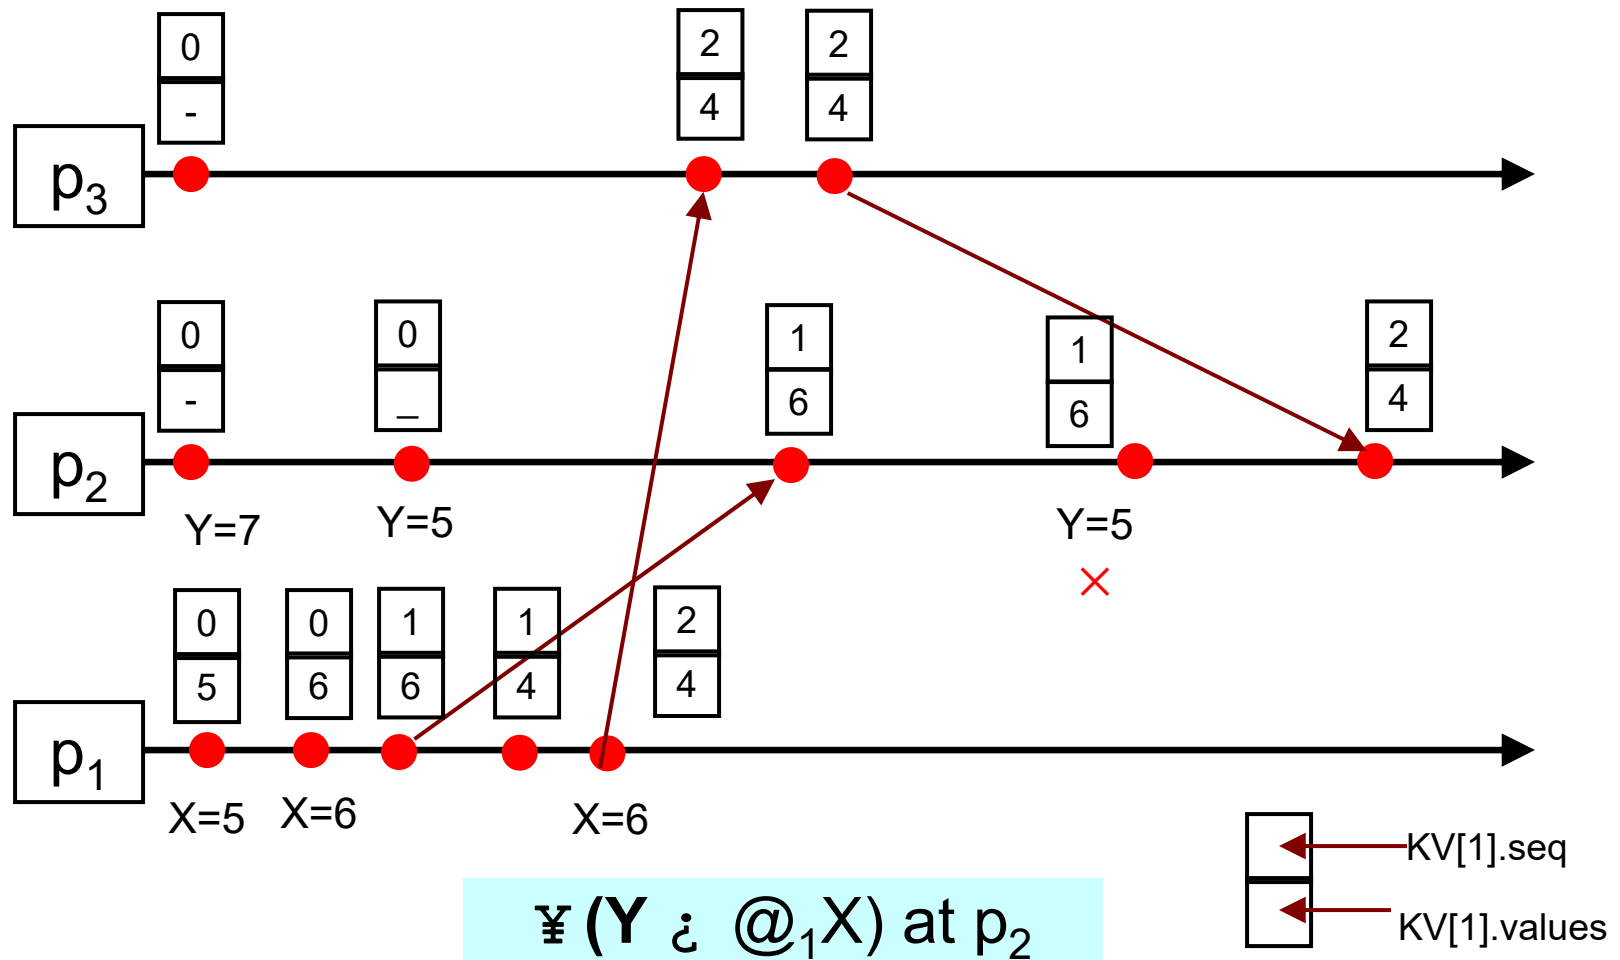 0 2 2
- 4 4
p3
0 0 1 1 2
- _ 6 6 4
p2
Y=7 Y=5 Y=5
×
0 0 1 1 2
5 6 6 4 4
p1
X=5 X=6 X=6
KV[1].seq
KV[1].values
¥ (Y ¿ @1X) at p2